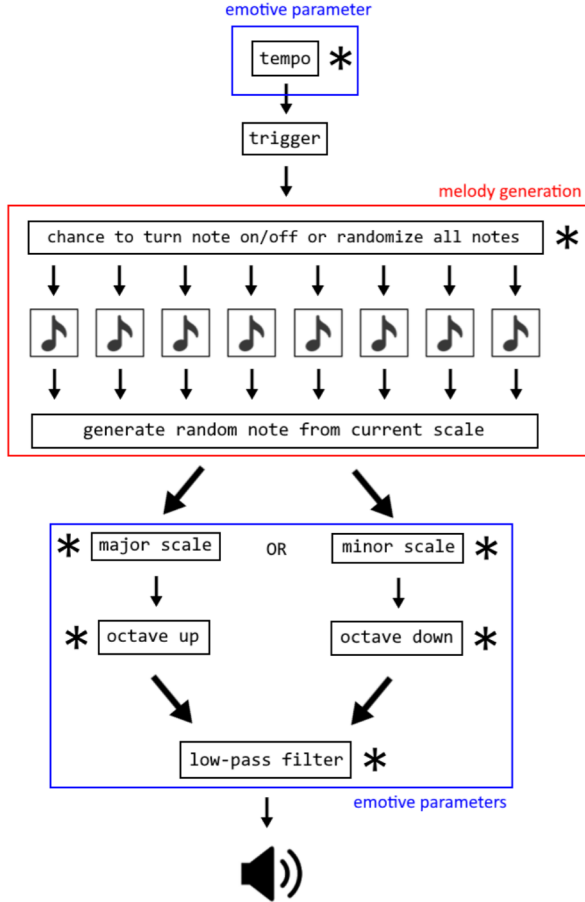 emotive parameter
tempo *
trigger
melody generation
chance to turn note on/off or randomize all notes *
generate random note from current scale
* major scale OR minor scale *
* octave up octave down *
low-pass filter *
emotive parameters